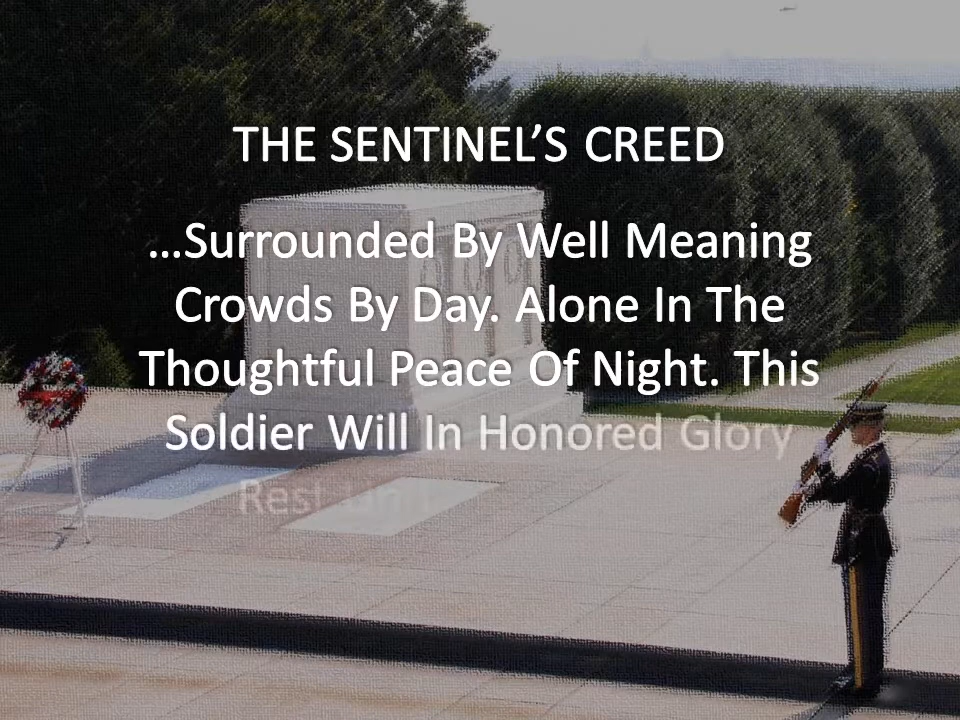 THE SENTINEL’S CREED
…Surrounded By Well Meaning
Crowds By Day. Alone In The
Thoughtful Peace Of Night. This
Soldier Will In Honored Glory
Rest